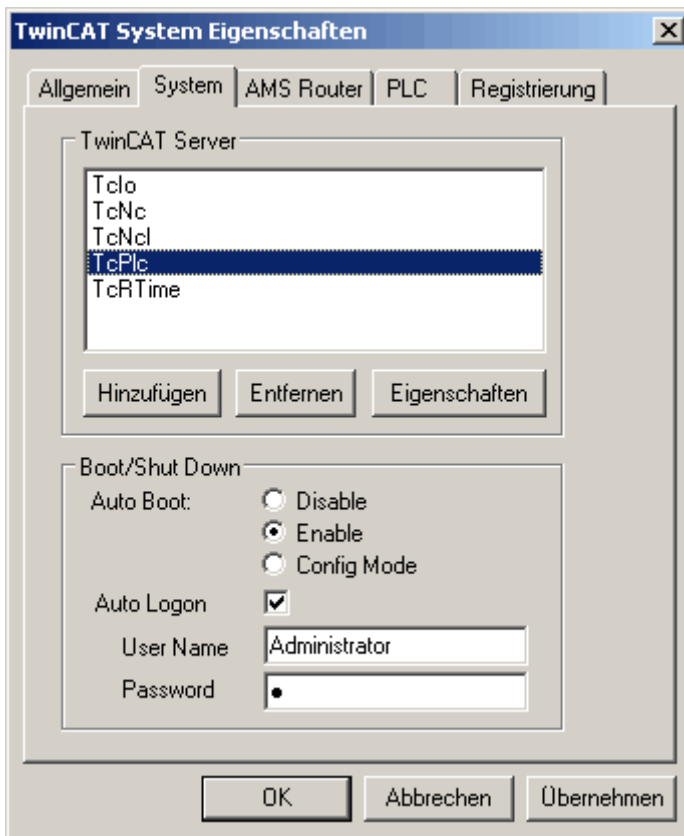 TwinCAT System Eigenschaften
Allgemein System AMS Router PLC Registrierung
TwinCAT Server
TcIo
TcNc
TcNcI
TcPlc
TcRTime
Hinzufügen Entfernen Eigenschaften
Boot/Shut Down
Auto Boot: Disable
Enable
Config Mode
Auto Logon
User Name Administrator
Password ●
OK Abbrechen Übernehmen